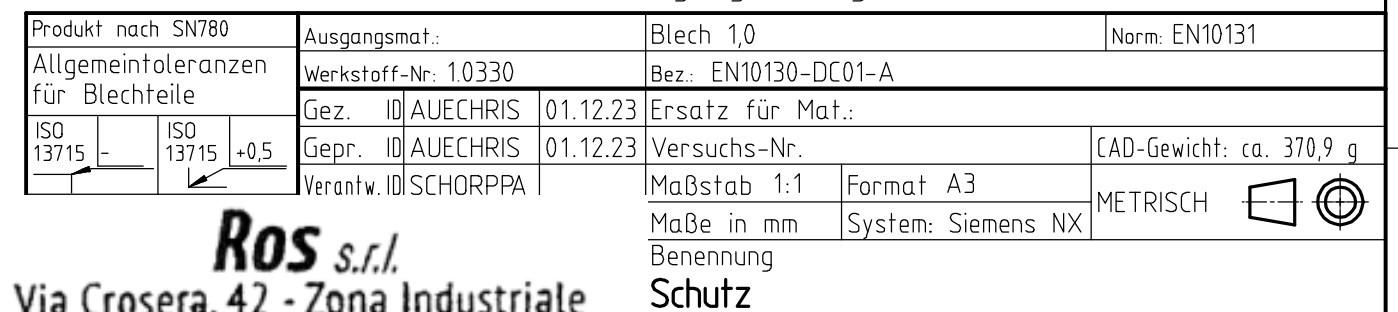 Produkt nach SN780
Allgemeintoleranzen
für Blechteile
ISO
13715 -
ISO
13715 +0,5
Ausgangsmat.: Blech 1,0 Norm: EN10131
Werkstoff-Nr: 1.0330 Bez.: EN10130-DC01-A
Gez. ID AUECHRIS 01.12.23 Ersatz für Mat.:
Gepr. ID AUECHRIS 01.12.23 Versuchs-Nr. CAD-Gewicht: ca. 370,9 g
Verantw. ID SCHORPPA Maßstab 1:1 Format A3 METRISCH
Maße in mm System: Siemens NX
Benennung
Schutz
Ros s.r.l.
Via Crosera, 42 - Zona Industriale